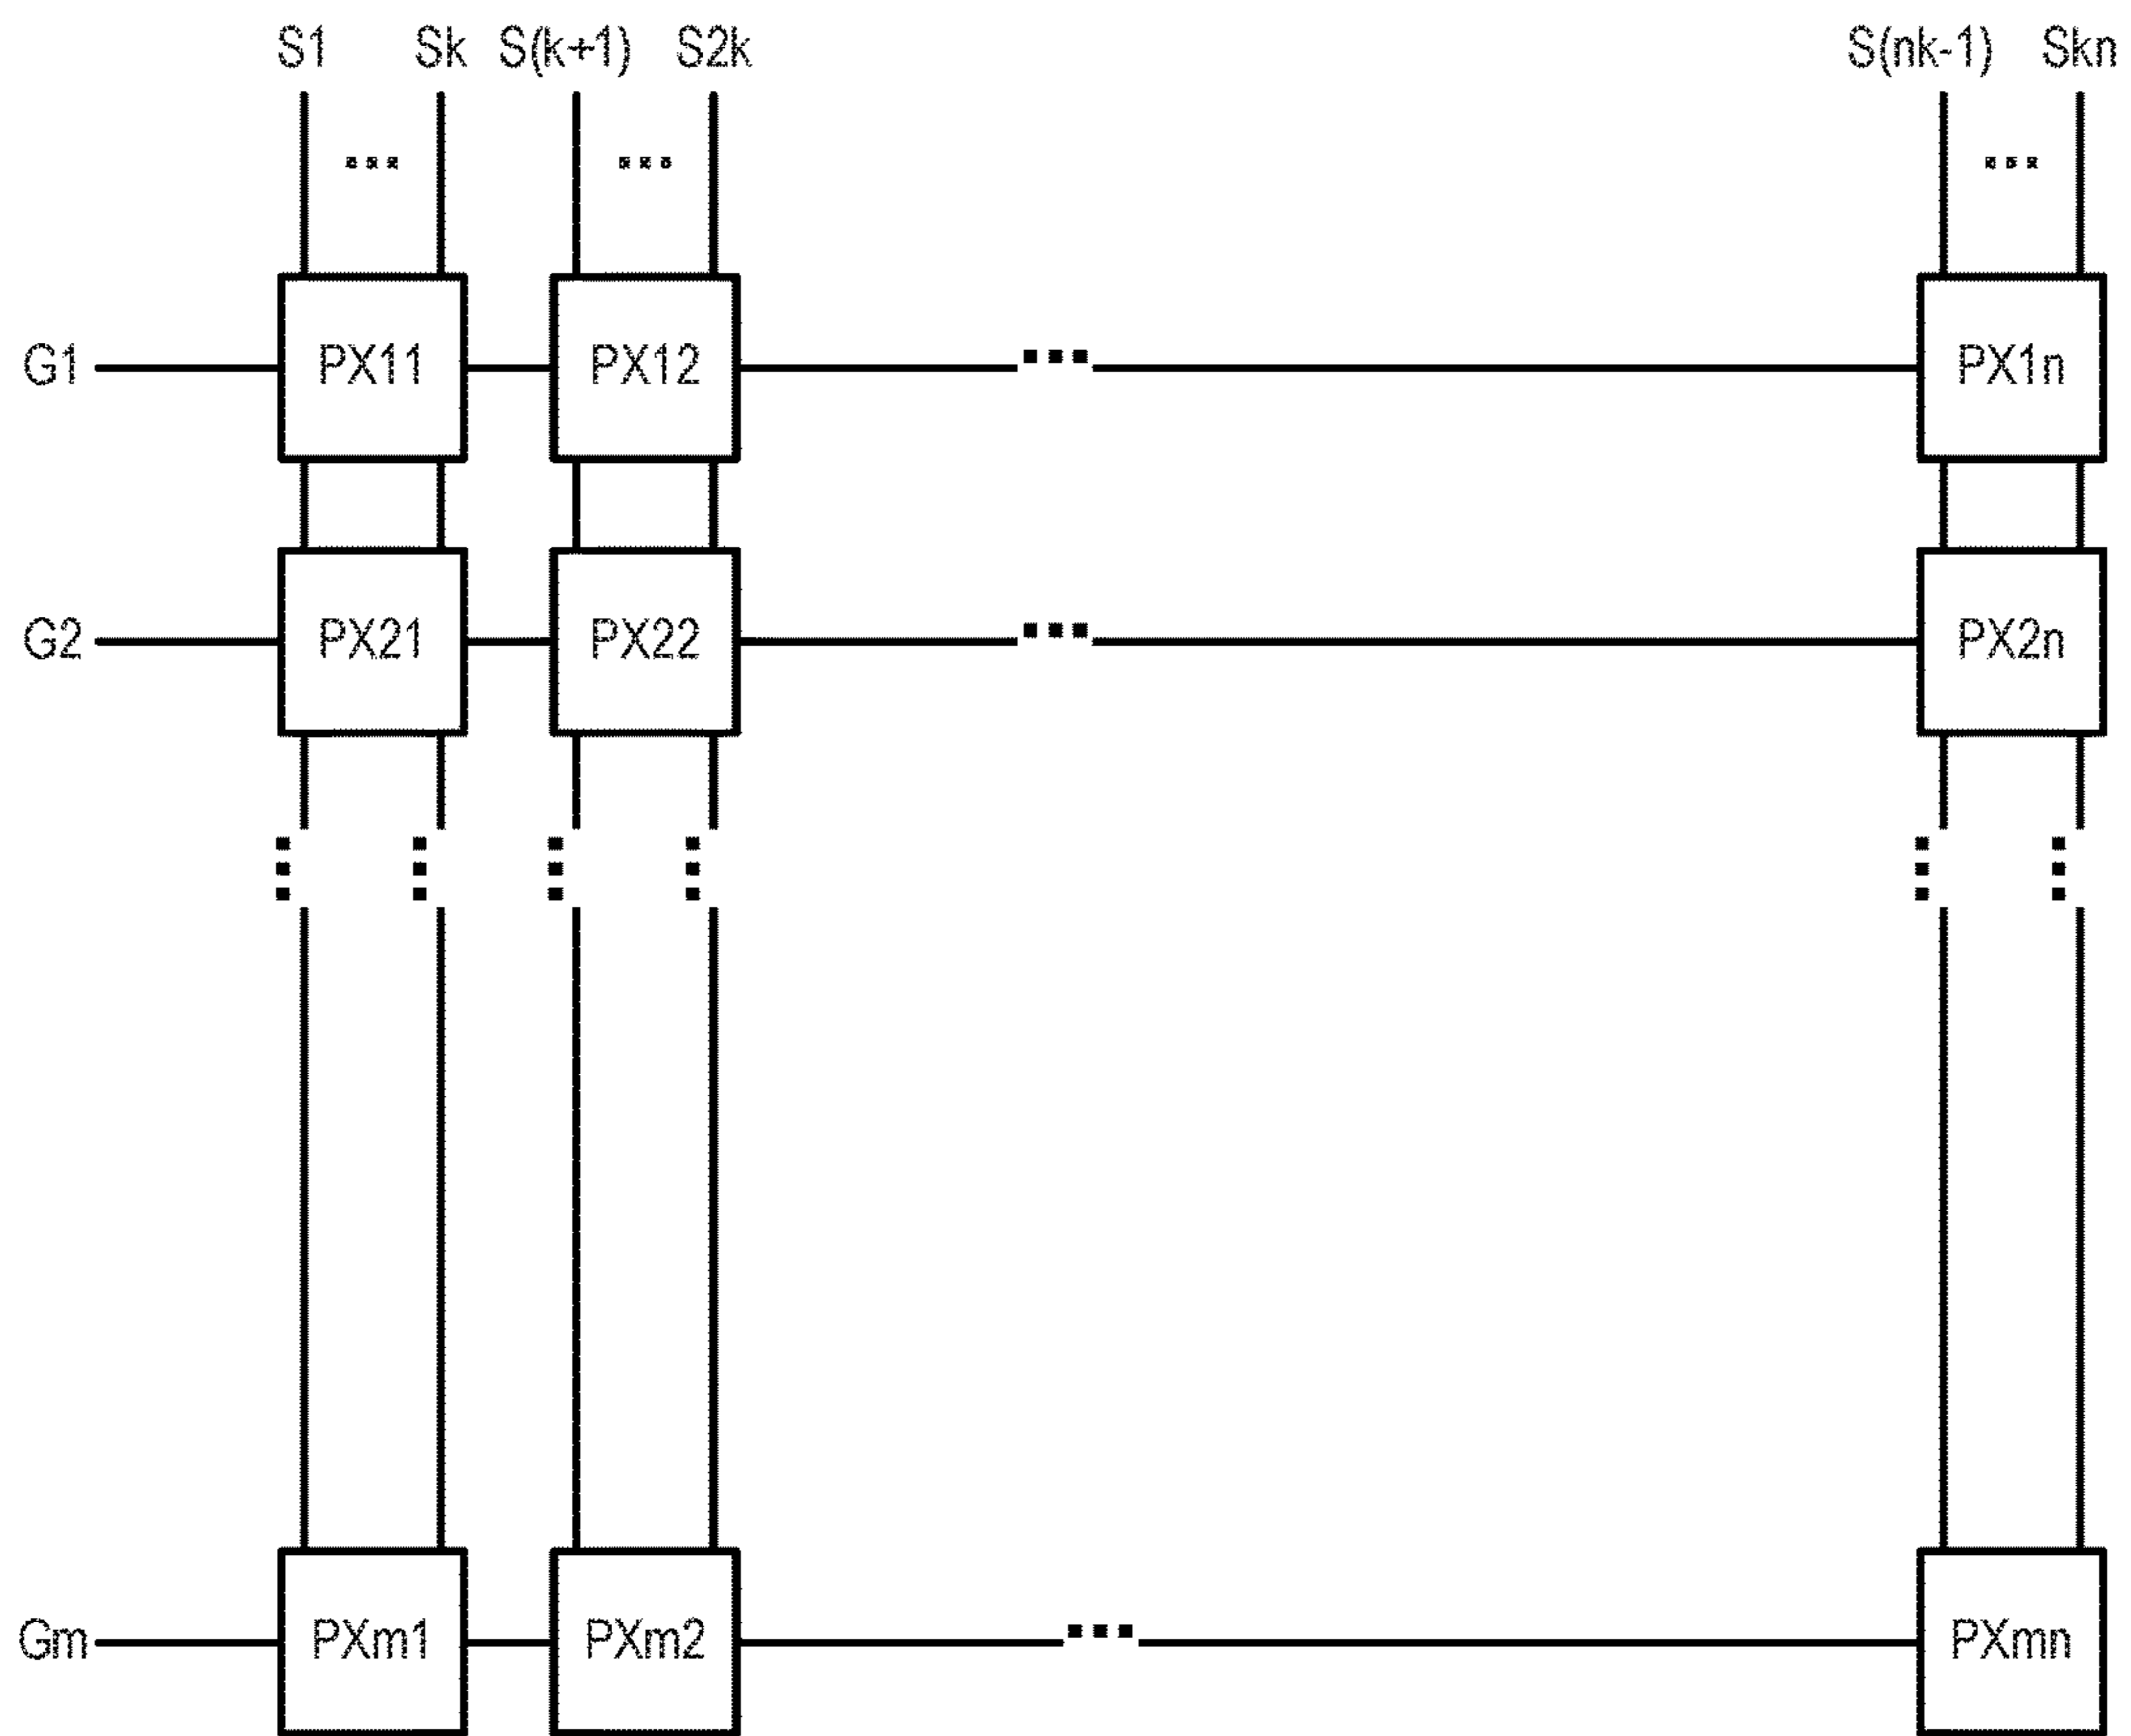 S1 Sk S(k+1) S2k S(nk-1) Skn
G1 PX11 PX12 PX1n
G2 PX21 PX22 PX2n
Gm PXm1 PXm2 PXmn